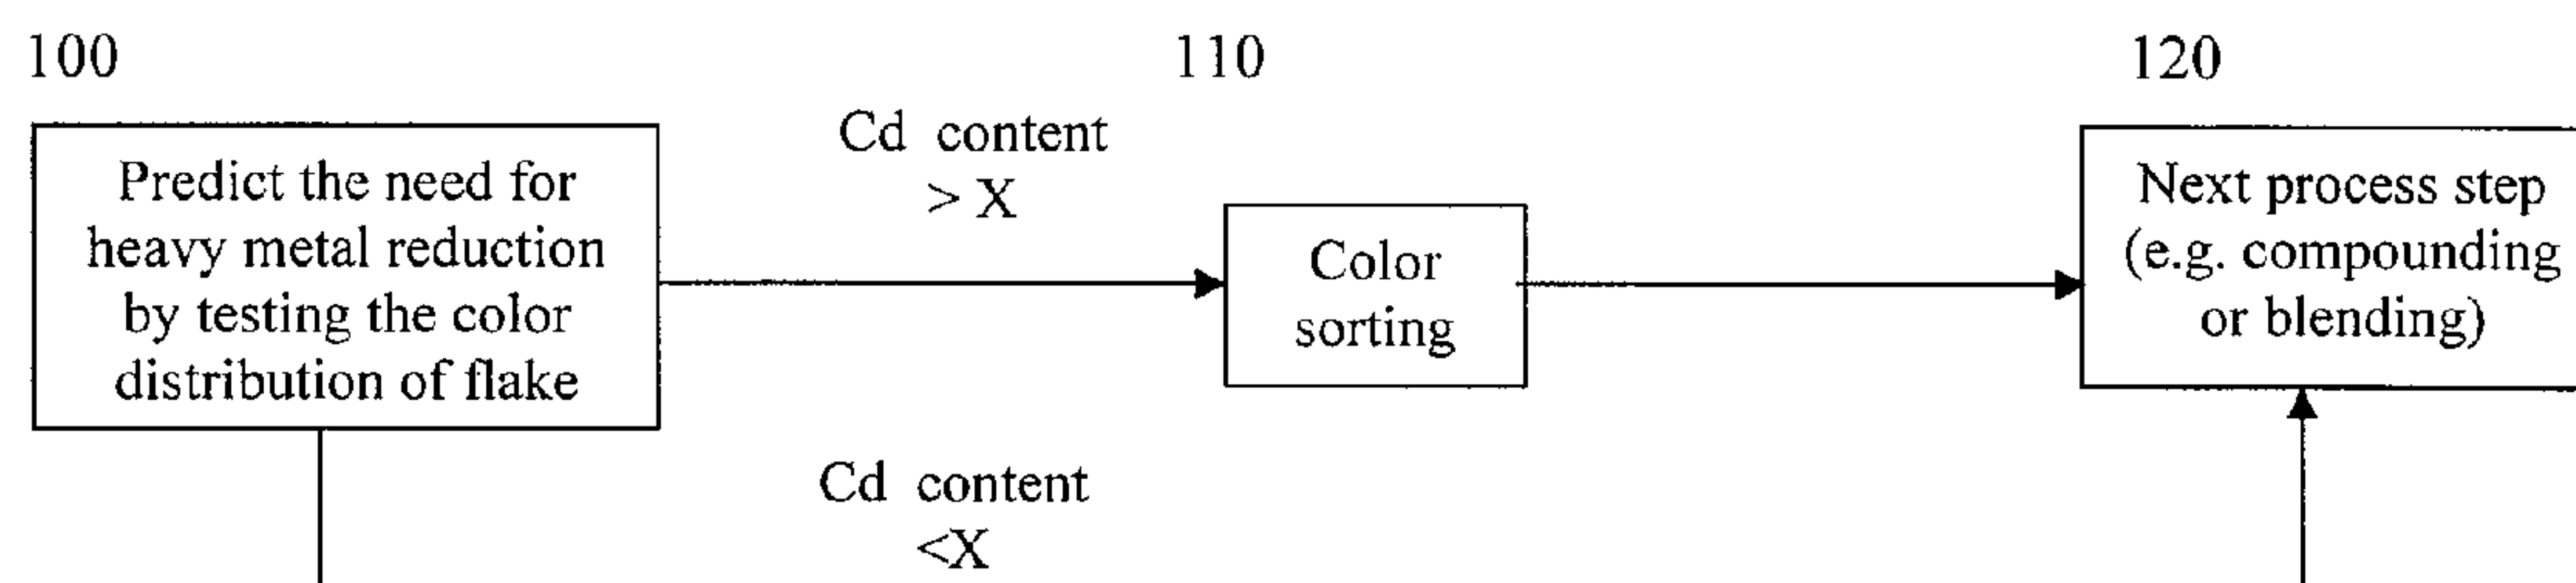 100
110
120
Predict the need for
heavy metal reduction
by testing the color
distribution of flake
Cd content
> X
Color
sorting
Next process step
(e.g. compounding
or blending)
Cd content
<X